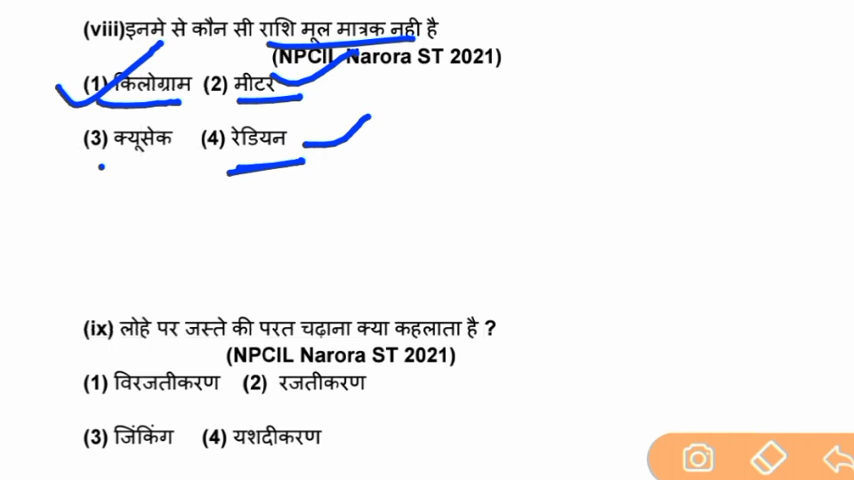 (viii)इनमे से कौन सी राशि मूल मात्रक नही है
(NPCIL Narora ST 2021)
(1) किलोग्राम (2) मीटर
(3) क्यूसेक (4) रेडियन
(ix) लोहे पर जस्ते की परत चढ़ाना क्या कहलाता है ?
(NPCIL Narora ST 2021)
(1) विरजतीकरण (2) रजतीकरण
(3) जिंकिंग (4) यशदीकरण